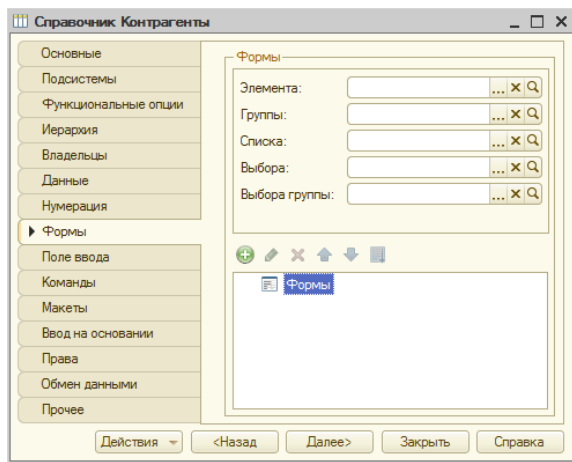 Справочник Контрагенты
Основные
Подсистемы
Функциональные опции
Иерархия
Владельцы
Данные
Нумерация
Формы
Поле ввода
Команды
Макеты
Ввод на основании
Права
Обмен данными
Прочее
Формы
Элемента:
Группы:
Списка:
Выбора:
Выбора группы:
Формы
Действия
<Назад
Далее>
Закрыть
Справка